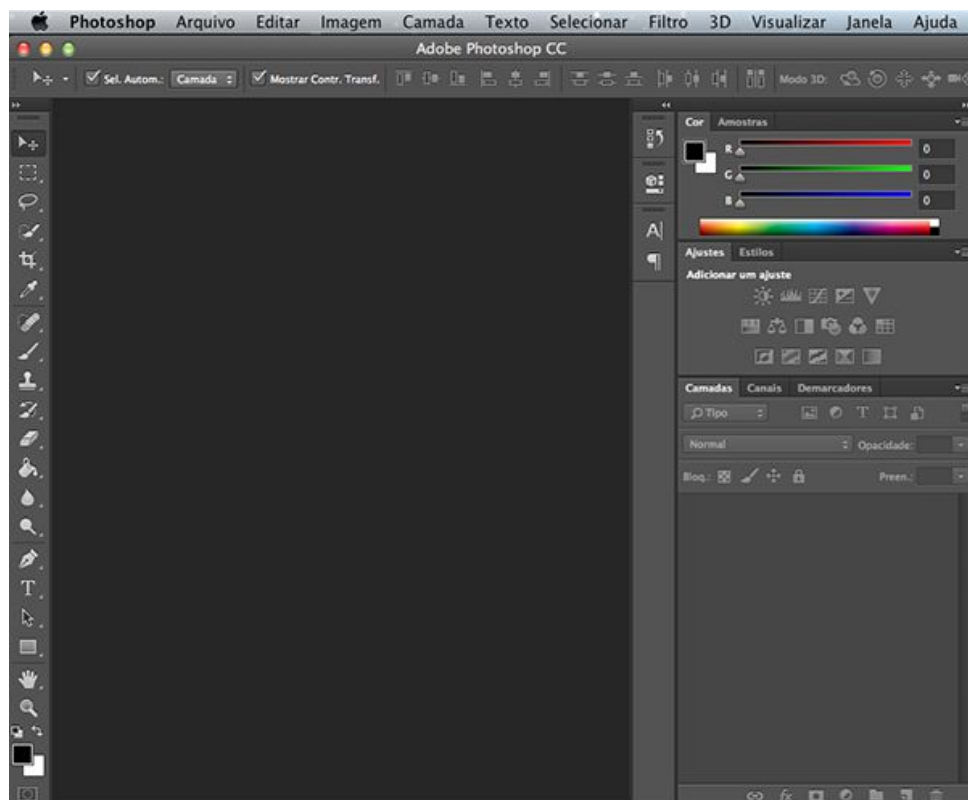 Photoshop Arquivo Editar Imagem Camada Texto Selecionar Filtro 3D Visualizar Janela Ajuda
Adobe Photoshop CC
Sel. Autom.: Camada Mostrar Contr. Transf. Modo 3D:
Cor Amostras
R 0
G 0
B 0
Ajustes Estilos
Adicionar um ajuste
Camadas Canais Demarcadores
Tipo
Normal Opacidade:
Bloq.: Preen.: